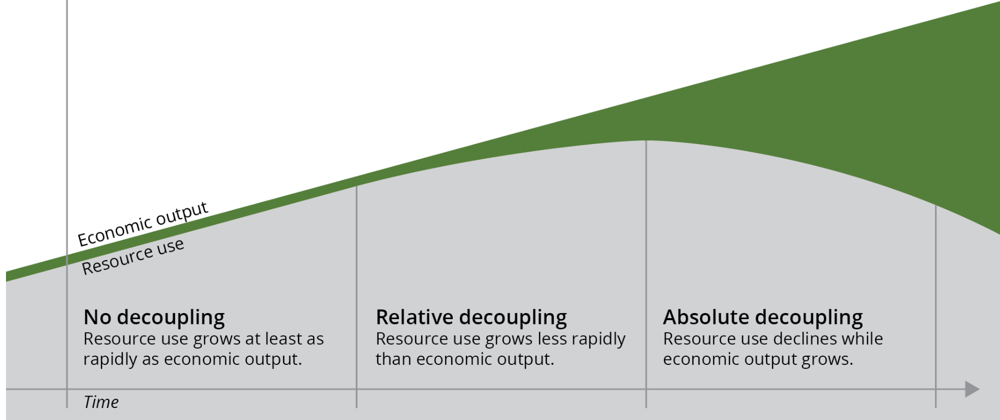 Economic output
Resource use
No decoupling
Resource use grows at least as
rapidly as economic output.
Relative decoupling
Resource use grows less rapidly
than economic output.
Absolute decoupling
Resource use declines while
economic output grows.
Time